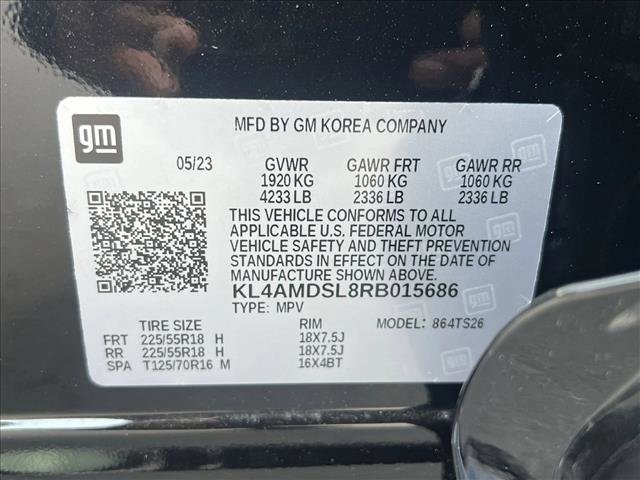 gm
MFD BY GM KOREA COMPANY
05/23 GVWR GAWR FRT GAWR RR
1920 KG 1060 KG 1060 KG
4233 LB 2336 LB 2336 LB
THIS VEHICLE CONFORMS TO ALL
APPLICABLE U.S. FEDERAL MOTOR
VEHICLE SAFETY AND THEFT PREVENTION
STANDARDS IN EFFECT ON THE DATE OF
MANUFACTURE SHOWN ABOVE.
KL4AMDSL8RB015686
TYPE: MPV MODEL: 864TS26
TIRE SIZE RIM
FRT 225/55R18 H 18X7.5J
RR 225/55R18 H 18X7.5J
SPA T125/70R16 M 16X4BT